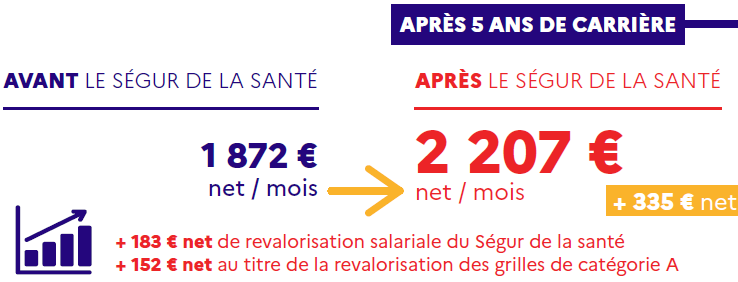 APRÈS 5 ANS DE CARRIÈRE
AVANT LE SÉGUR DE LA SANTÉ
APRÈS LE SÉGUR DE LA SANTÉ
1 872 €
net / mois
2 207 €
net / mois
+ 335 € net
+ 183 € net de revalorisation salariale du Ségur de la santé
+ 152 € net au titre de la revalorisation des grilles de catégorie A